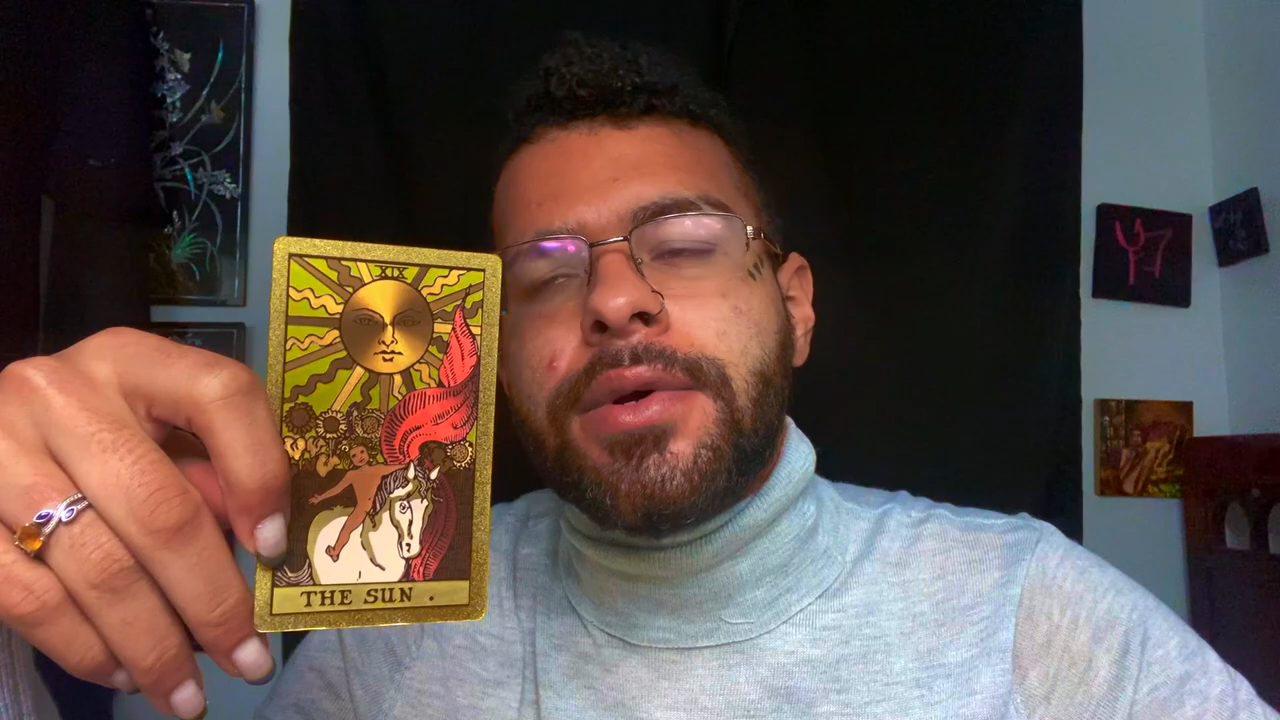 XIX
THE SUN .